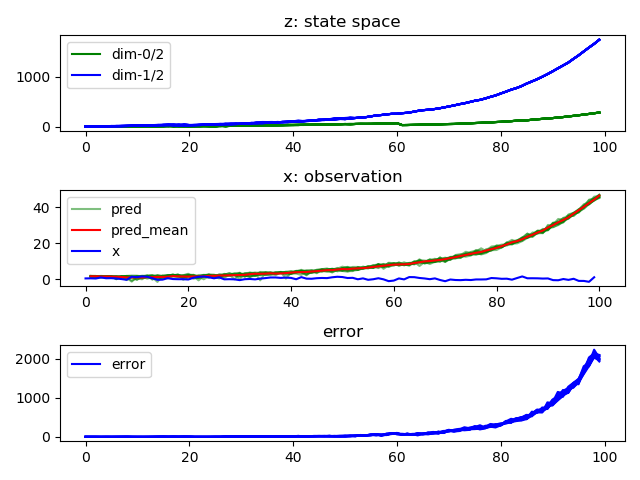 z: state space
dim-0/2
dim-1/2
1000
0
0 20 40 60 80 100
x: observation
pred
pred_mean
x
40
20
0
0 20 40 60 80 100
error
error
2000
1000
0
0 20 40 60 80 100